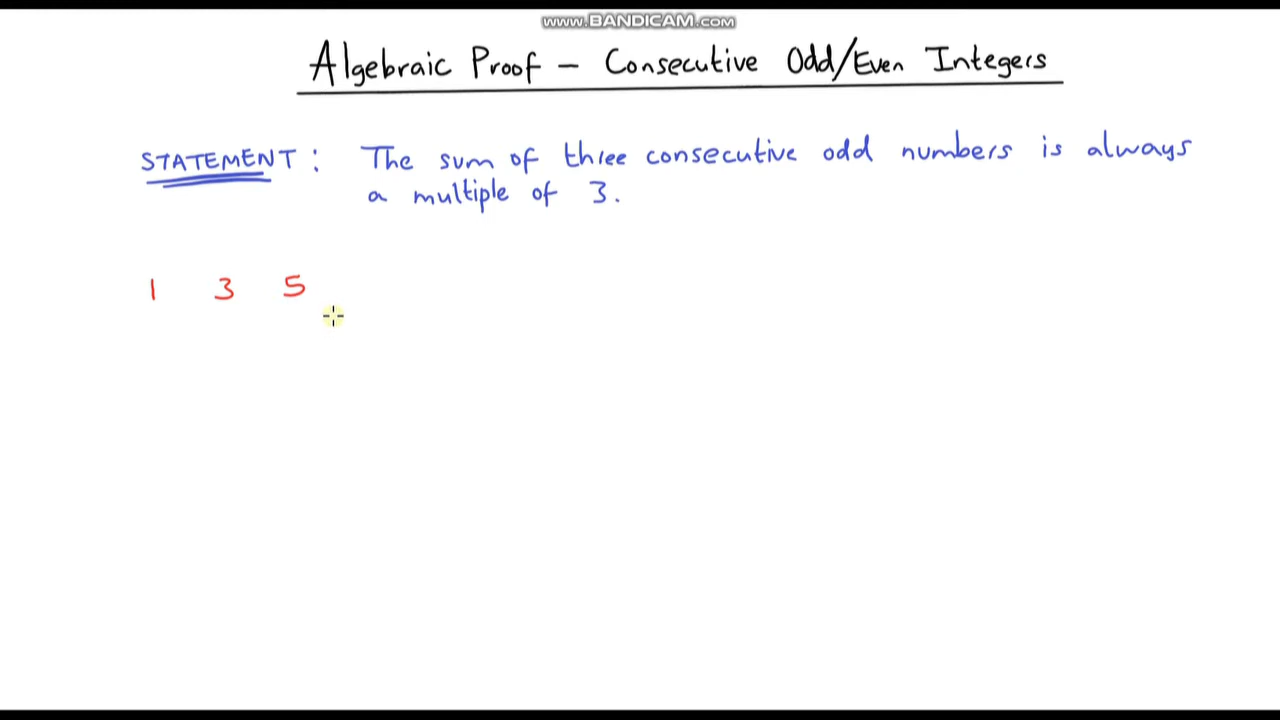 www.BANDICAM.com
Algebraic Proof – Consecutive Odd/Even Integers
STATEMENT : The sum of three consecutive odd numbers is always
a multiple of 3.
1 3 5